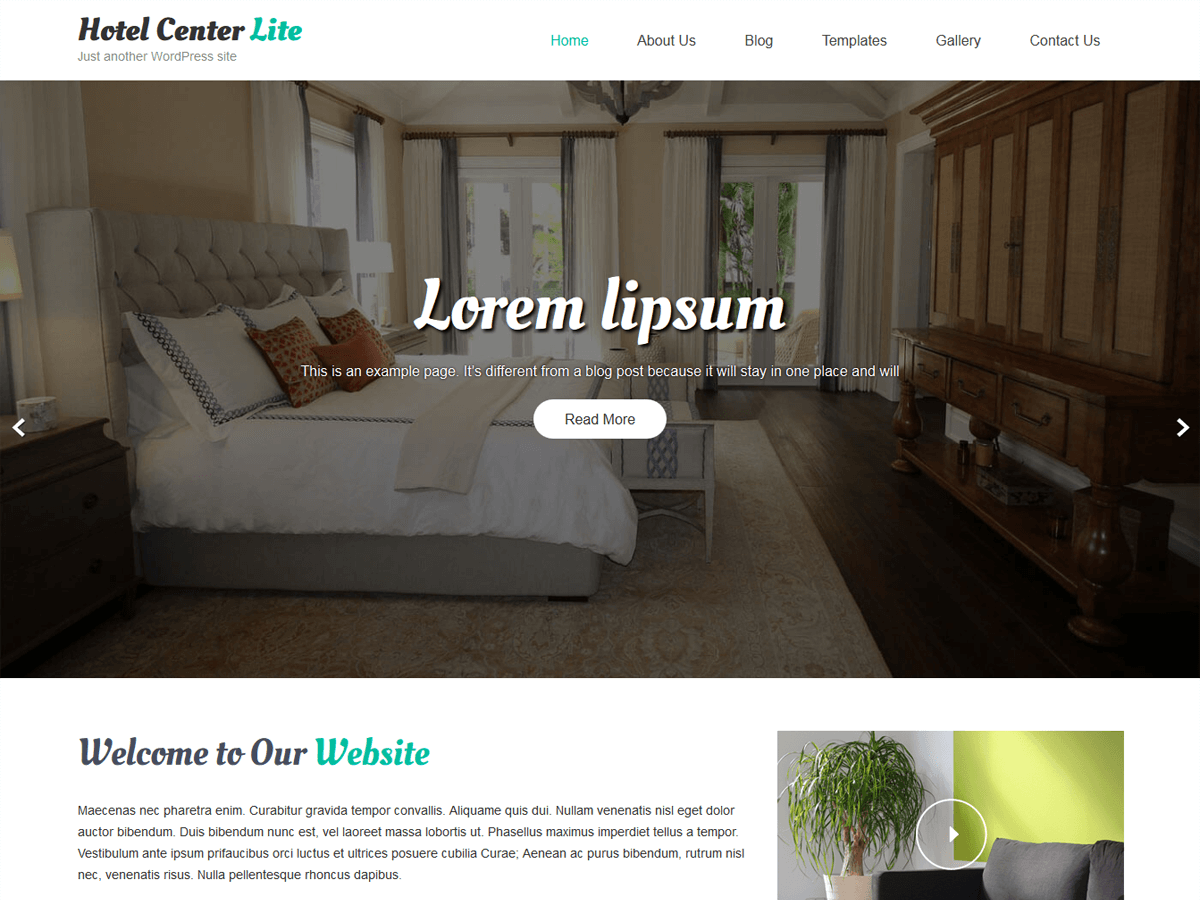 Hotel Center Lite
Just another WordPress site
Home About Us Blog Templates Gallery Contact Us
Lorem lipsum
This is an example page. It's different from a blog post because it will stay in one place and will
Read More
Welcome to Our Website
Maecenas nec pharetra enim. Curabitur gravida tempor convallis. Aliquame quis dui. Nullam venenatis nisl eget dolor
auctor bibendum. Duis bibendum nunc est, vel laoreet massa lobortis ut. Phasellus maximus imperdiet tellus a tempor.
Vestibulum ante ipsum prifaucibus orci luctus et ultrices posuere cubilia Curae; Aenean ac purus bibendum, rutrum nisl
nec, venenatis risus. Nulla pellentesque rhoncus dapibus.